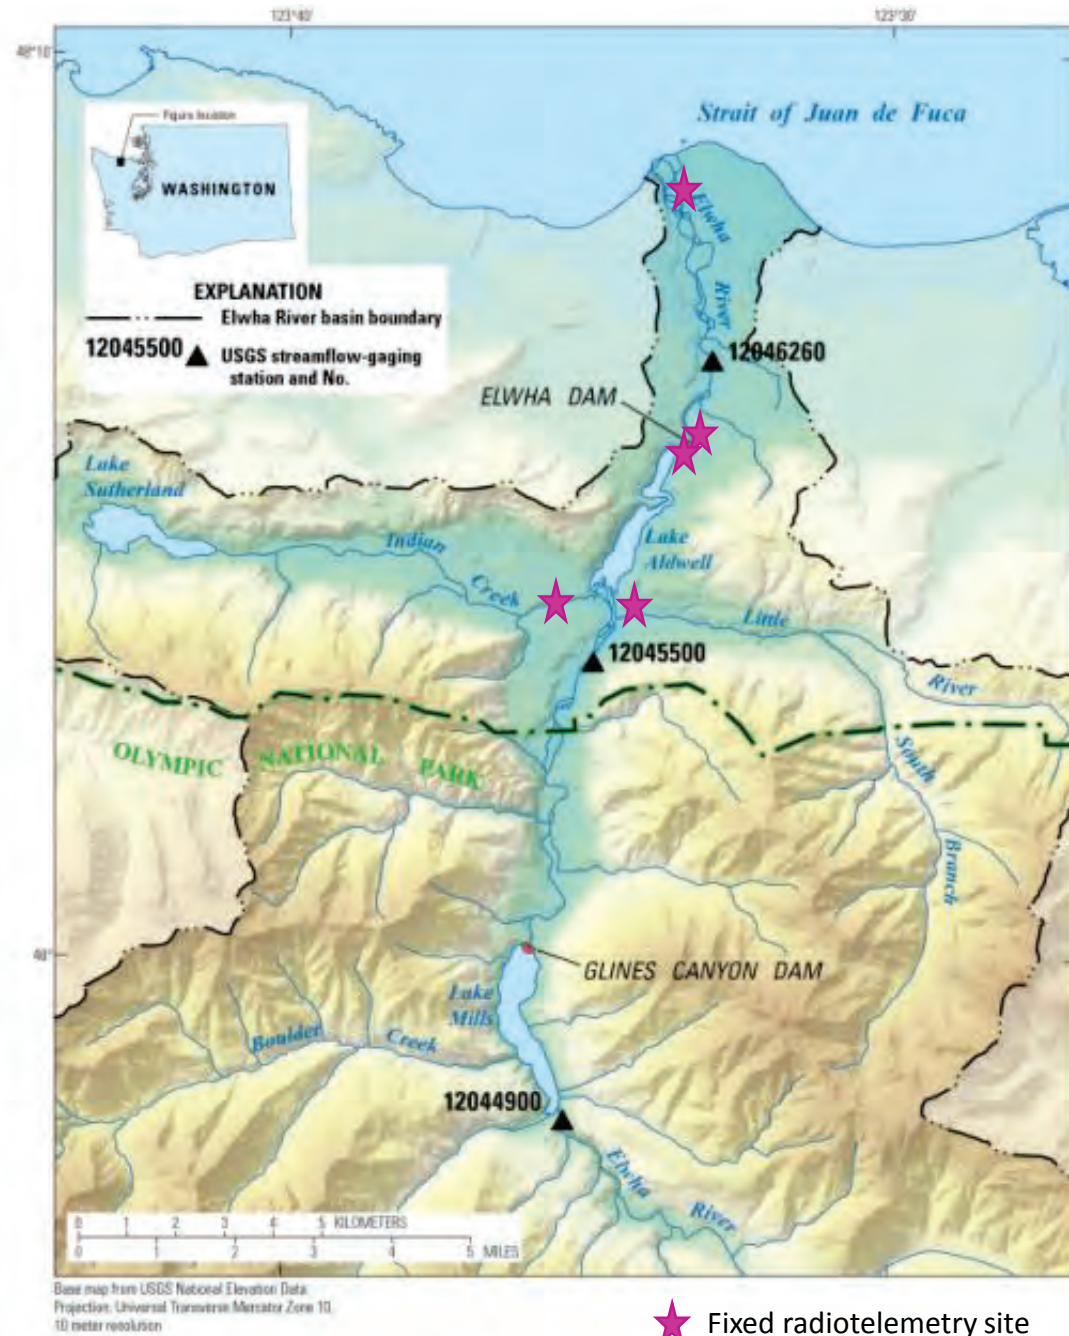 123°40'
123°30'
48°10'
Strait of Juan de Fuca
Figure location
WASHINGTON
EXPLANATION
Elwha River basin boundary
12045500
USGS streamflow-gaging
station and No.
Elwha
River
12046260
ELWHA DAM
Lake
Sutherland
Indian
Creek
Lake
Aldwell
Little
River
12045500
OLYMPIC NATIONAL PARK
South
Branch
48°
GLINES CANYON DAM
Lake
Mills
Boulder Creek
12044900
Elwha
River
0 1 2 3 4 5 KILOMETERS
0 1 2 3 4 5 MILES
Base map from USGS National Elevation Data
Projection: Universal Transverse Mercator Zone 10.
10 meter resolution
Fixed radiotelemetry site